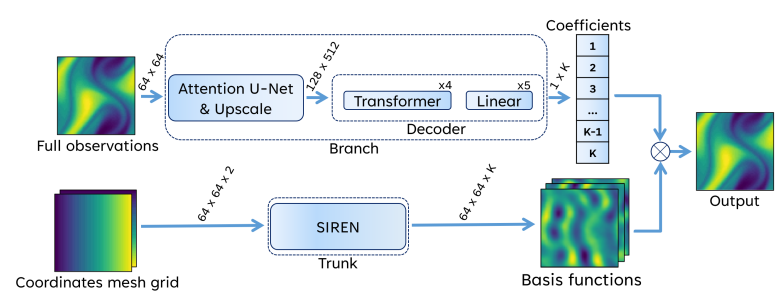 Coefficients
64 x 64
Attention U-Net
& Upscale
128 x 512
x4
Transformer
x5
Linear
Decoder
Branch
1 x K
1
2
3
...
K-1
K
Full observations
Output
64 x 64 x 2
SIREN
Trunk
64 x 64 x K
Coordinates mesh grid
Basis functions